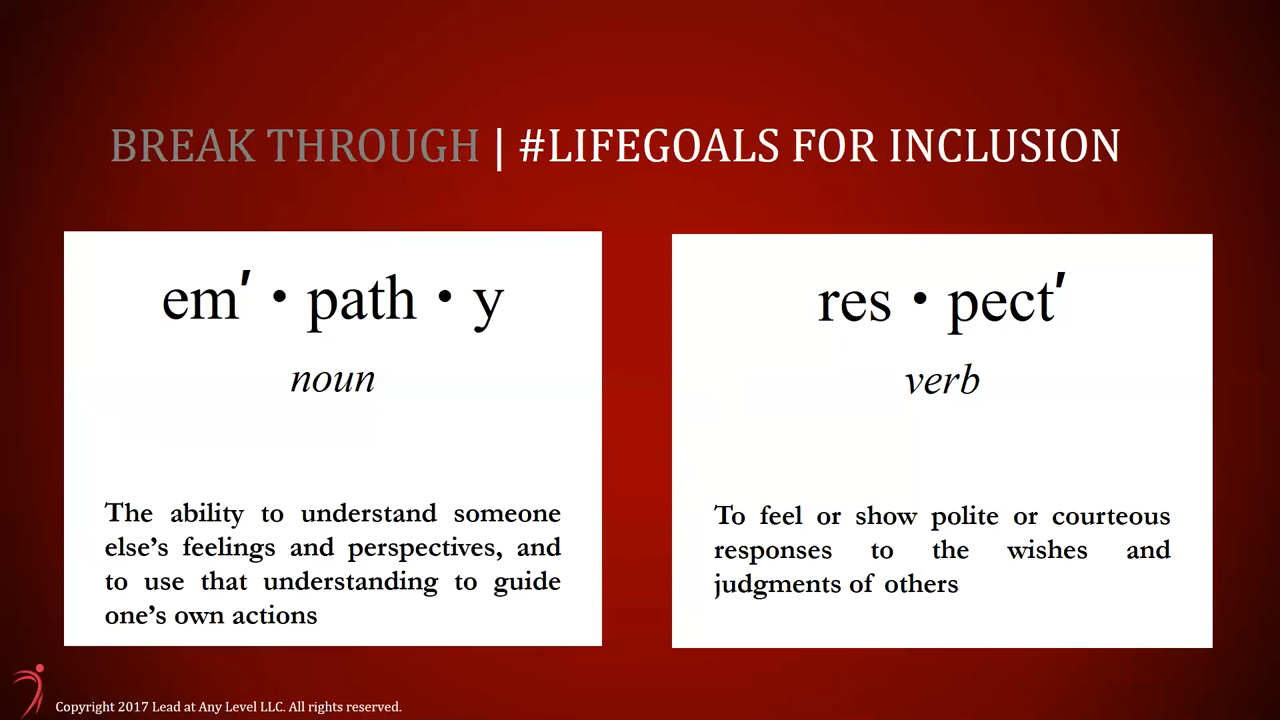 BREAK THROUGH | #LIFEGOALS FOR INCLUSION
em′ • path • y
noun
The ability to understand someone
else’s feelings and perspectives, and
to use that understanding to guide
one’s own actions
res • pect′
verb
To feel or show polite or courteous
responses to the wishes and
judgments of others
Copyright 2017 Lead at Any Level LLC. All rights reserved.